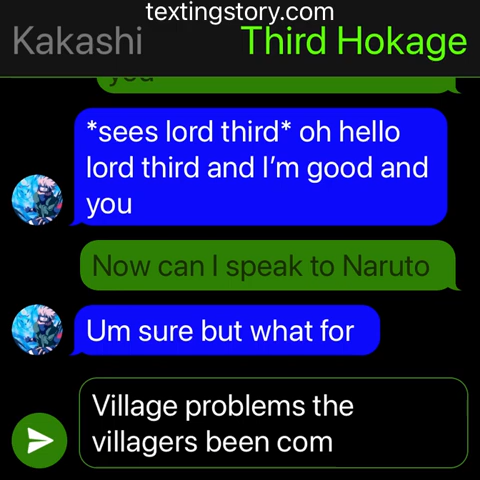 textingstory.com
Kakashi Third Hokage
you
*sees lord third* oh hello
lord third and I'm good and
you
Now can I speak to Naruto
Um sure but what for
Village problems the
villagers been com